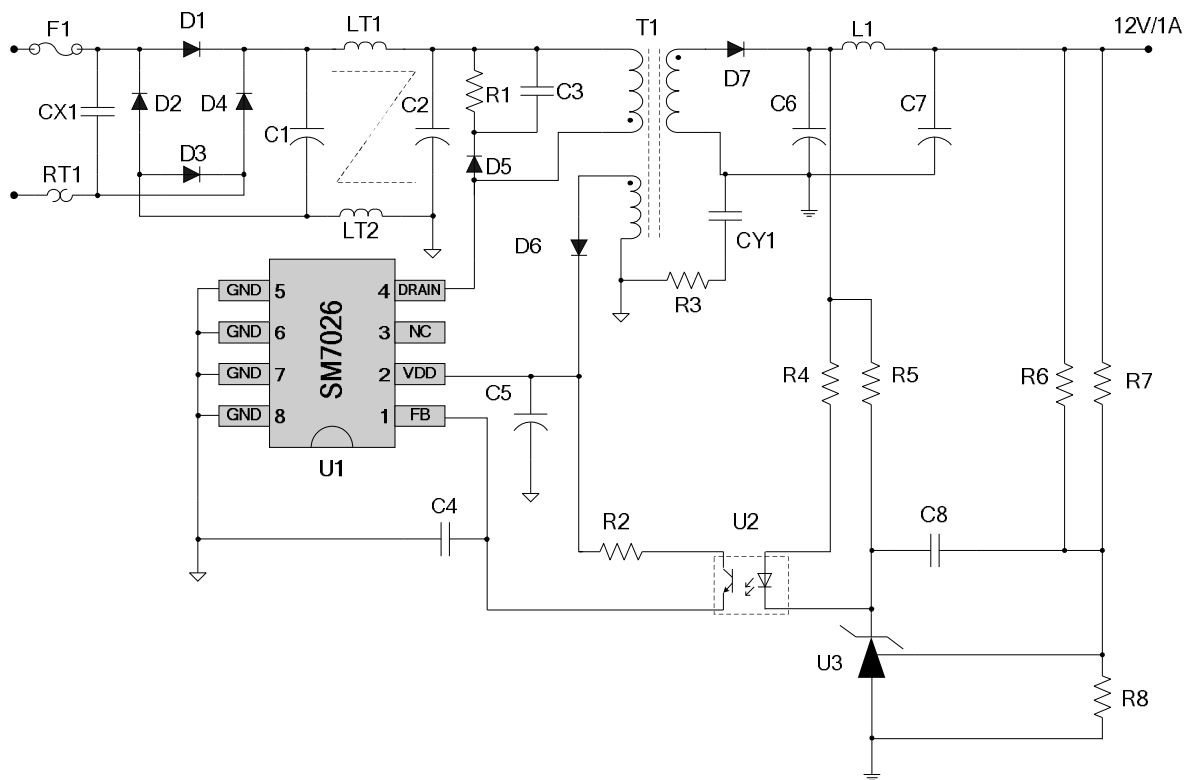 F1
D1
LT1
T1
L1
12V/1A
D7
CX1
D2
D4
C1
C2
R1
C3
C6
C7
D3
D5
RT1
LT2
CY1
D6
R3
GND 5
4 DRAIN
GND 6
3 NC
GND 7
2 VDD
GND 8
1 FB
SM7026
U1
C5
R4
R5
R6
R7
C4
R2
U2
C8
U3
R8